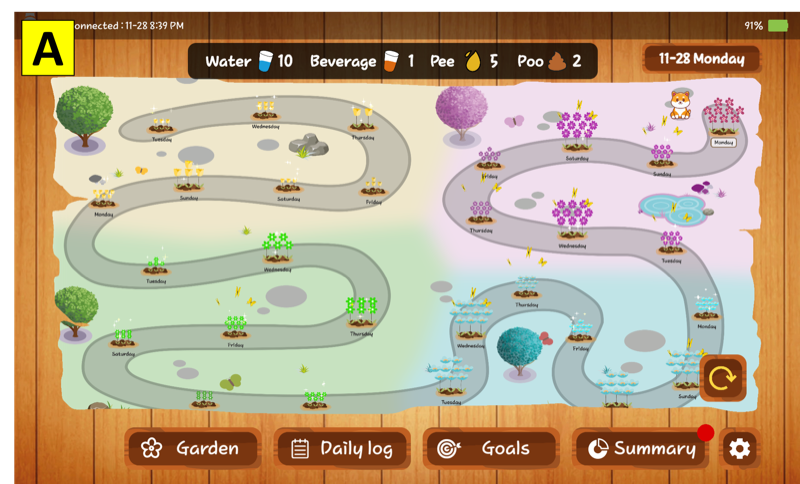 A
onnected : 11-28 8:39 PM
91%
Water 10 Beverage 1 Pee 5 Poo 2
11-28 Monday
Tuesday
Wednesday
Thursday
Friday
Saturday
Sunday
Monday
Tuesday
Wednesday
Thursday
Friday
Saturday
Tuesday
Wednesday
Thursday
Friday
Sunday
Monday
Tuesday
Wednesday
Thursday
Friday
Saturday
Sunday
Monday
Garden
Daily log
Goals
Summary